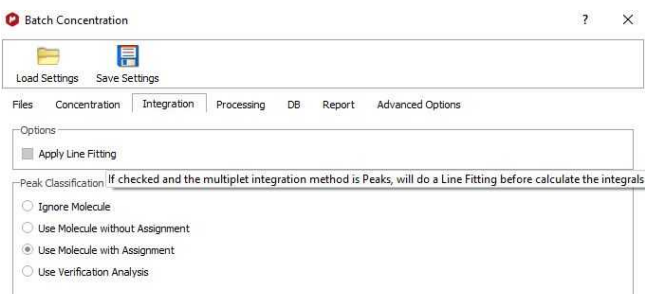 Batch Concentration
?
Load Settings Save Settings
Files Concentration Integration Processing DB Report Advanced Options
Options
Apply Line Fitting
If checked and the multiplet integration method is Peaks, will do a Line Fitting before calculate the integrals
Peak Classification
Ignore Molecule
Use Molecule without Assignment
Use Molecule with Assignment
Use Verification Analysis